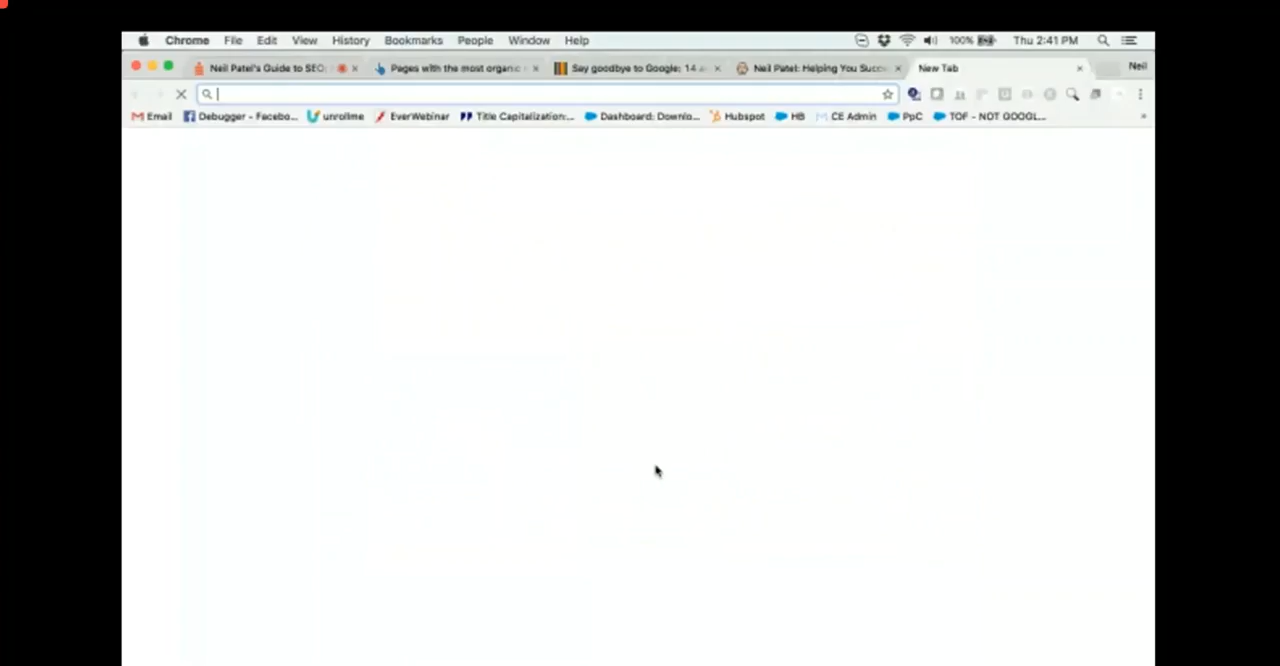 Chrome File Edit View History Bookmarks People Window Help 100% Thu 2:41 PM
Neil Patel's Guide to SEO: Pages with the most organic Say goodbye to Google: 14 Neil Patel: Helping You Succ New Tab Neil
Email Debugger - Facebo... unrollme EverWebinar Title Capitalization:... Dashboard: Downlo... Hubspot HB CE Admin PpC TOF - NOT GOOGL... »